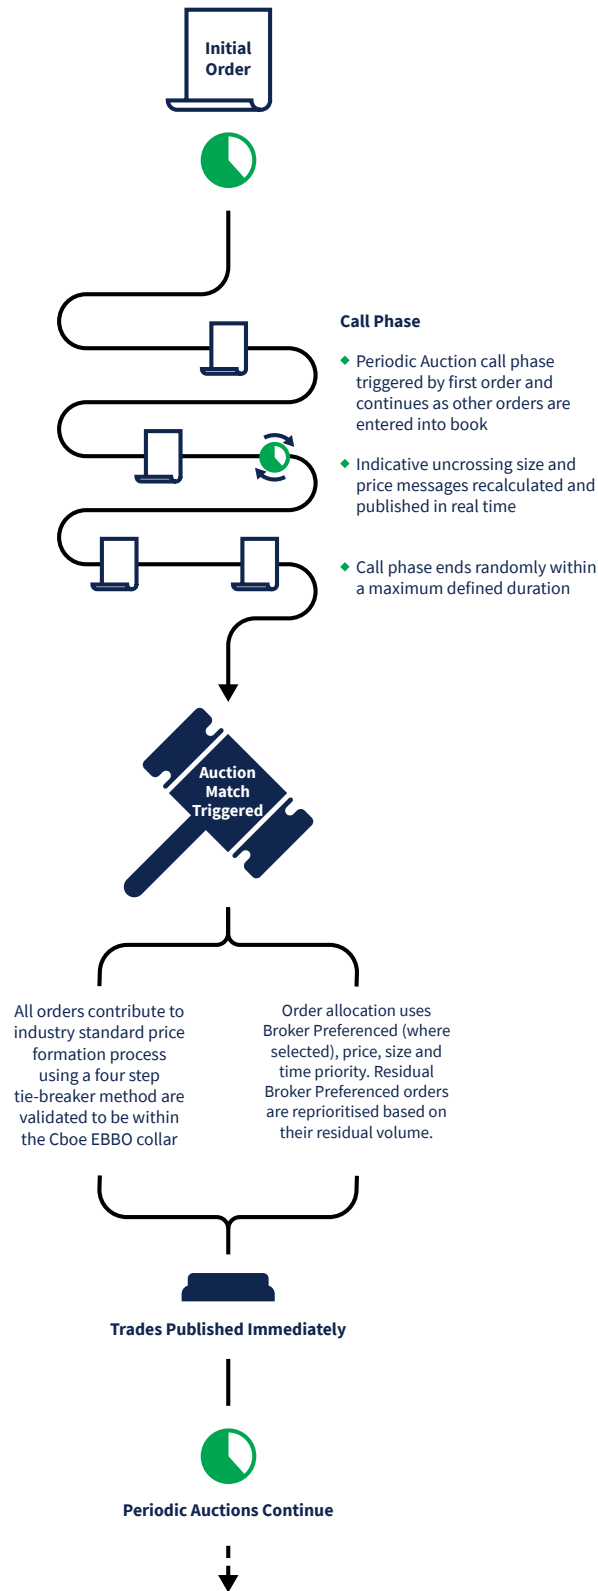 Initial
Order
Call Phase
Periodic Auction call phase
triggered by first order and
continues as other orders are
entered into book
Indicative uncrossing size and
price messages recalculated and
published in real time
Call phase ends randomly within
a maximum defined duration
Auction
Match
Triggered
All orders contribute to
industry standard price
formation process
using a four step
tie-breaker method are
validated to be within
the Cboe EBBO collar
Order allocation uses
Broker Preferenced (where
selected), price, size and
time priority. Residual
Broker Preferenced orders
are reprioritised based on
their residual volume.
Trades Published Immediately
Periodic Auctions Continue